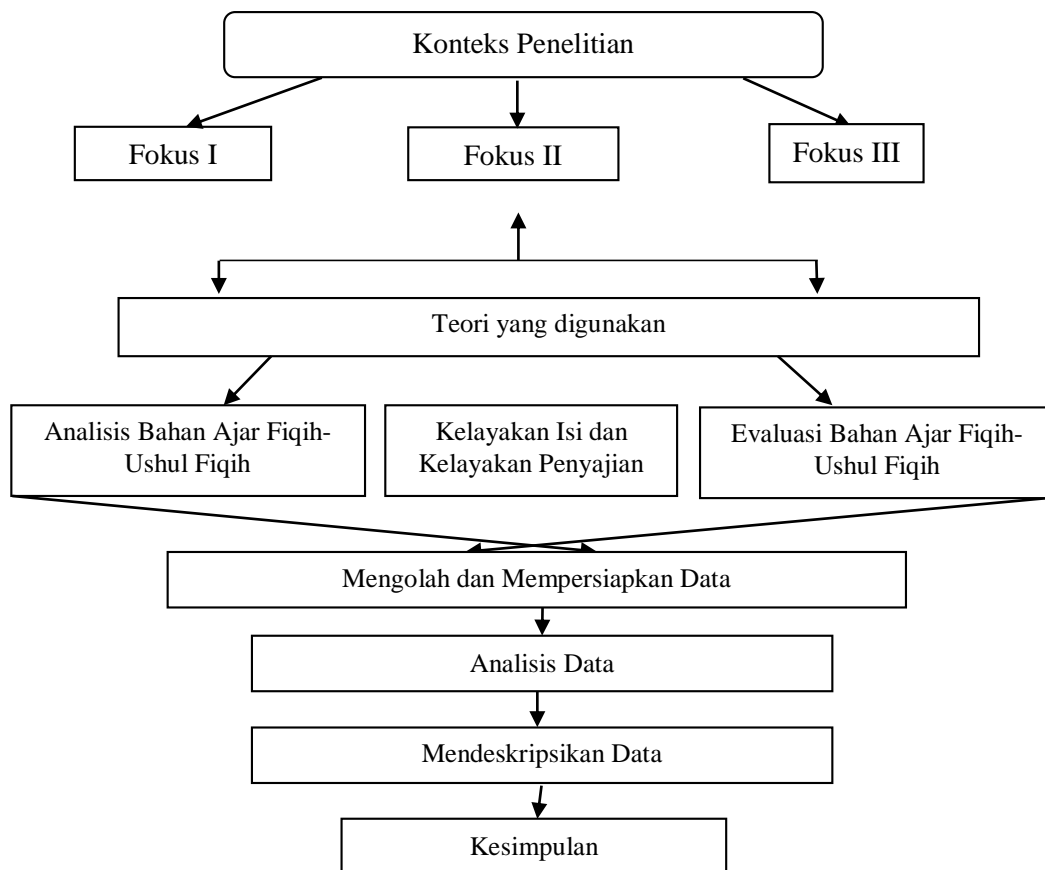 Konteks Penelitian
Fokus I
Fokus II
Fokus III
Teori yang digunakan
Analisis Bahan Ajar Fiqih-
Ushul Fiqih
Kelayakan Isi dan
Kelayakan Penyajian
Evaluasi Bahan Ajar Fiqih-
Ushul Fiqih
Mengolah dan Mempersiapkan Data
Analisis Data
Mendeskripsikan Data
Kesimpulan